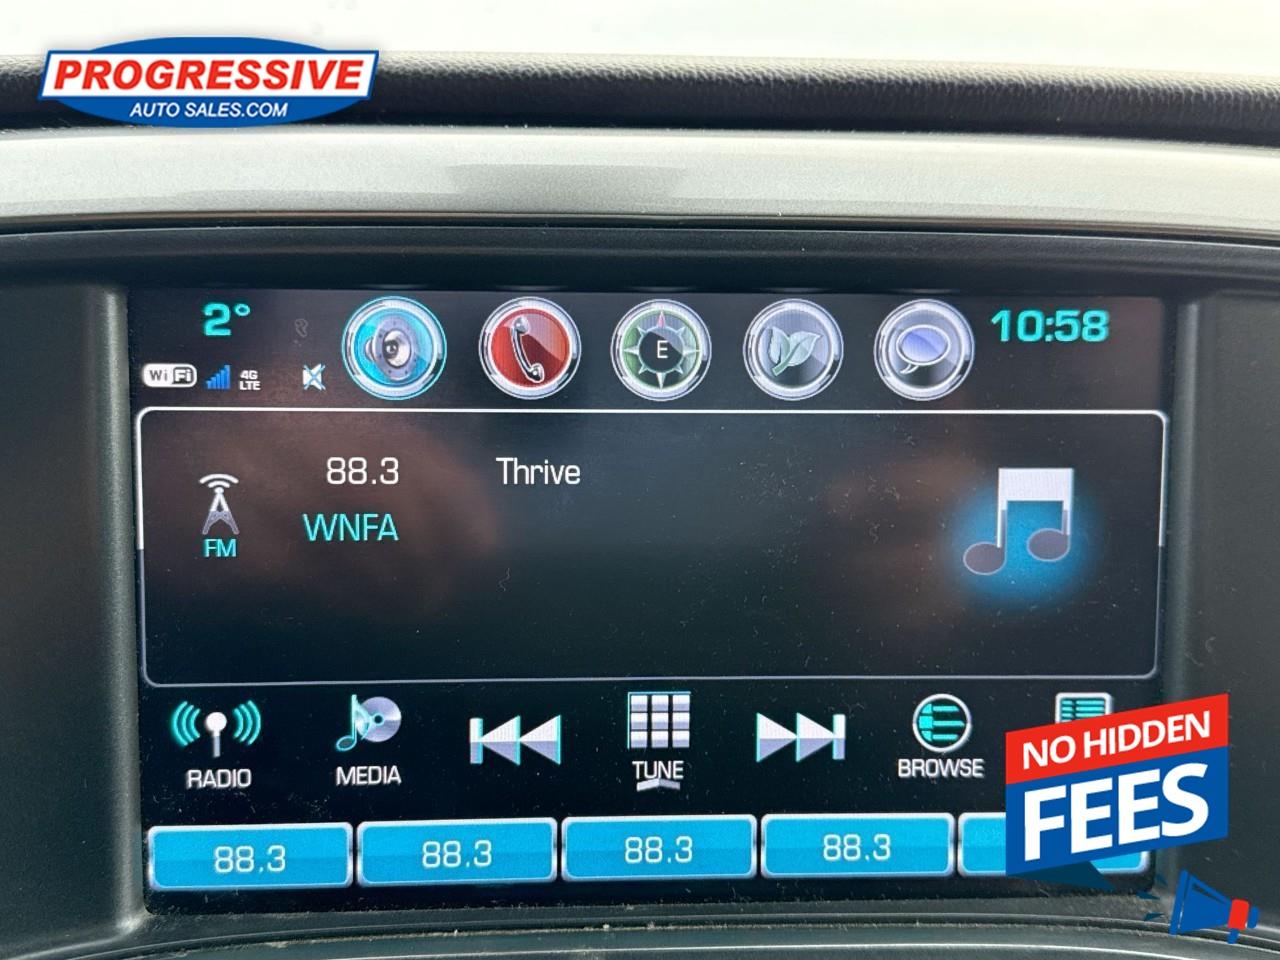 PROGRESSIVE
AUTO SALES.COM
2°
10:58
E
WiFi
4G
LTE
88.3
Thrive
WNFA
FM
RADIO
MEDIA
TUNE
BROWSE
NO HIDDEN
FEES
88.3
88.3
88.3
88.3